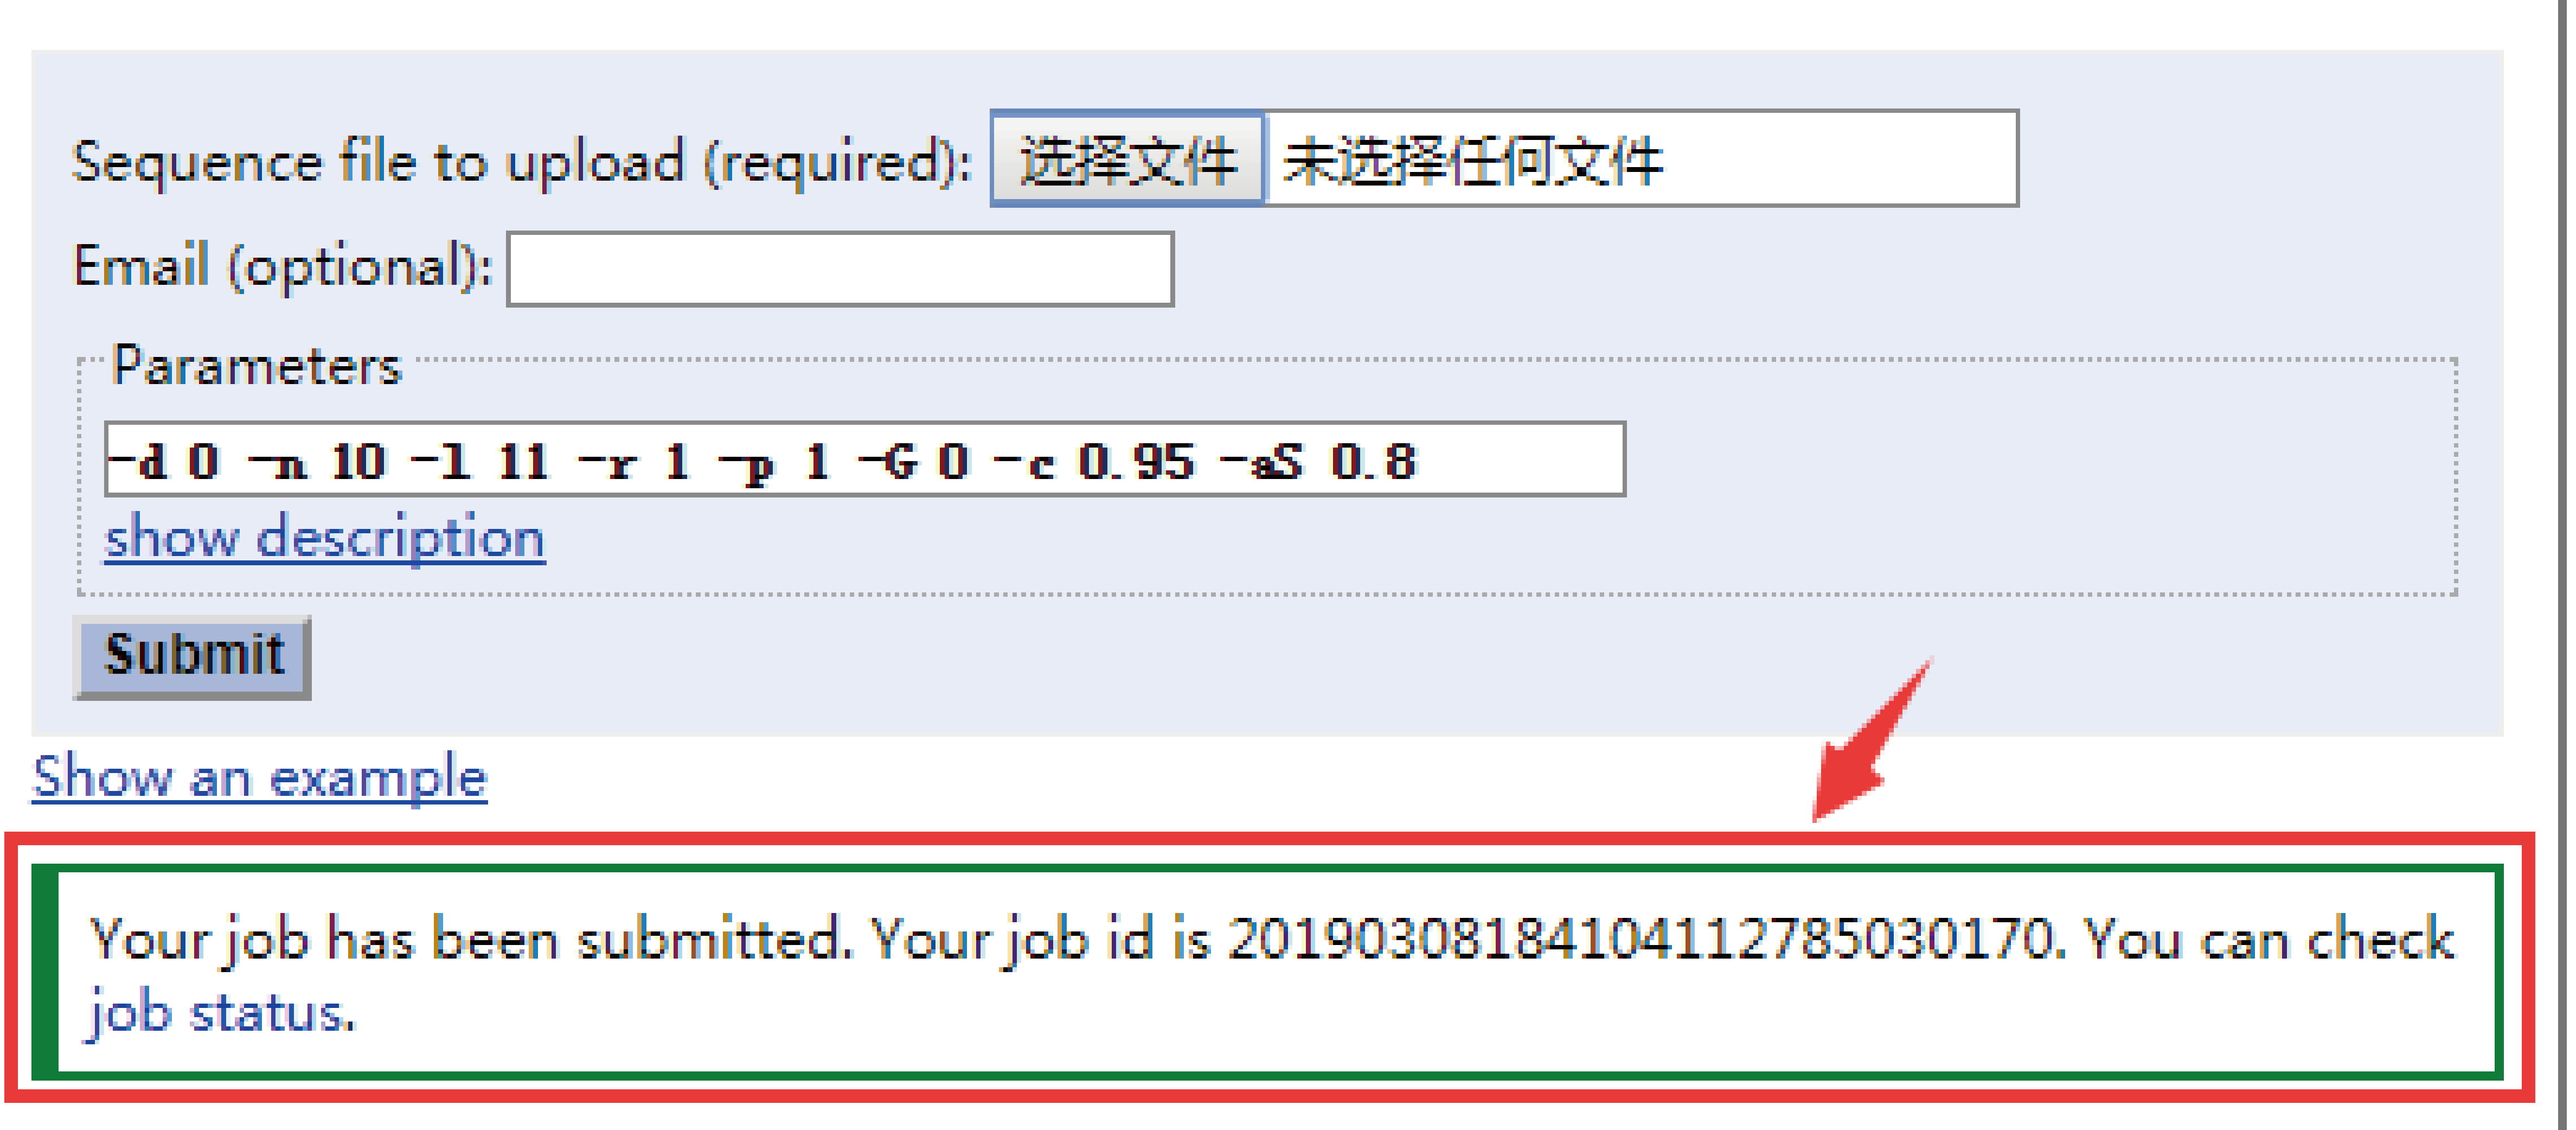 Sequence file to upload (required): 选择文件 未选择任何文件
Email (optional):
Parameters
-d 0 -n 10 -l 11 -r 1 -p 1 -G 0 -c 0.95 -aS 0.8
show description
Submit
Show an example
Your job has been submitted. Your job id is 20190308184104112785030170. You can check
job status.